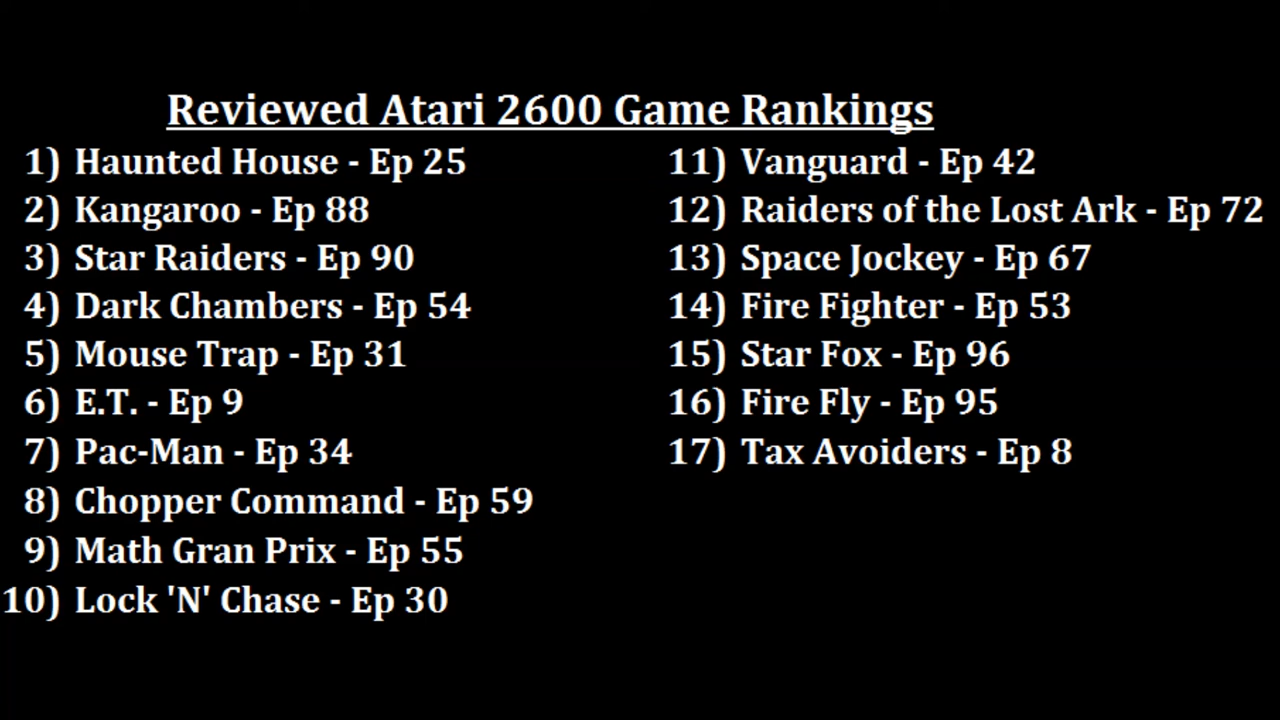 Reviewed Atari 2600 Game Rankings
1) Haunted House - Ep 25
2) Kangaroo - Ep 88
3) Star Raiders - Ep 90
4) Dark Chambers - Ep 54
5) Mouse Trap - Ep 31
6) E.T. - Ep 9
7) Pac-Man - Ep 34
8) Chopper Command - Ep 59
9) Math Gran Prix - Ep 55
10) Lock 'N' Chase - Ep 30
11) Vanguard - Ep 42
12) Raiders of the Lost Ark - Ep 72
13) Space Jockey - Ep 67
14) Fire Fighter - Ep 53
15) Star Fox - Ep 96
16) Fire Fly - Ep 95
17) Tax Avoiders - Ep 8